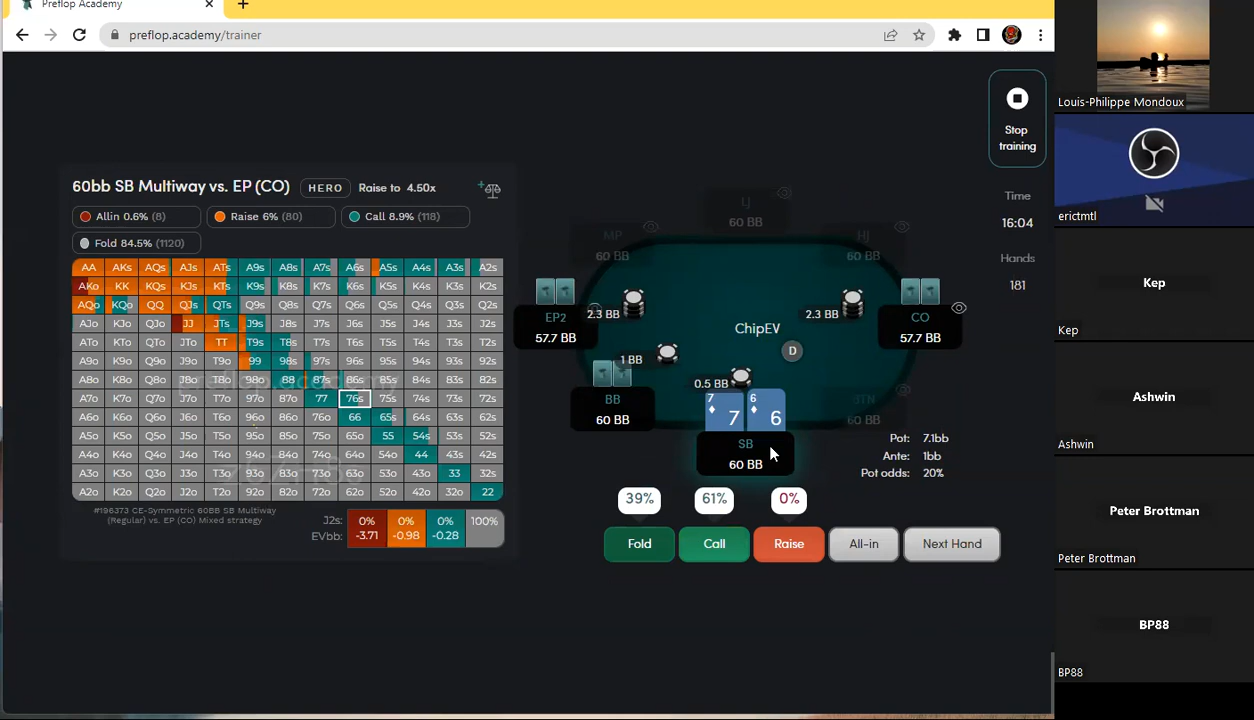 Preflop Academy
preflop.academy/trainer
60bb SB Multiway vs. EP (CO) HERO Raise to 4.50x
Allin 0.6% (8) Raise 6% (80) Call 8.9% (118)
Fold 84.5% (1120)
AA AKs AQs AJs ATs A9s A8s A7s A6s A5s A4s A3s A2s
AKo KK KQs KJs KTs K9s K8s K7s K6s K5s K4s K3s K2s
AQo KQo QQ QJs QTs Q9s Q8s Q7s Q6s Q5s Q4s Q3s Q2s
AJo KJo QJo JJ JTs J9s J8s J7s J6s J5s J4s J3s J2s
ATo KTo QTo JTo TT T9s T8s T7s T6s T5s T4s T3s T2s
A9o K9o Q9o J9o T9o 99 98s 97s 96s 95s 94s 93s 92s
A8o K8o Q8o J8o T8o 98o 88 87s 86s 85s 84s 83s 82s
A7o K7o Q7o J7o T7o 97o 87o 77 76s 75s 74s 73s 72s
A6o K6o Q6o J6o T6o 96o 86o 76o 66 65s 64s 63s 62s
A5o K5o Q5o J5o T5o 95o 85o 75o 65o 55 54s 53s 52s
A4o K4o Q4o J4o T4o 94o 84o 74o 64o 54o 44 43s 42s
A3o K3o Q3o J3o T3o 93o 83o 73o 63o 53o 43o 33 32s
A2o K2o Q2o J2o T2o 92o 82o 72o 62o 52o 42o 32o 22
preflop.academy
#196373 CE-Symmetric 60BB SB Multiway
(Regular) vs. EP (CO) Mixed strategy
J2s: 0% 0% 0% 100%
EVbb: -3.71 -0.98 -0.28
LJ
60 BB
MP
60 BB
HJ
60 BB
EP2
57.7 BB
2.3 BB
ChipEV
2.3 BB
CO
57.7 BB
D
1 BB
BB
60 BB
0.5 BB
7 7
6 6
SB
60 BB
BTN
60 BB
Pot: 7.1bb
Ante: 1bb
Pot odds: 20%
39% 61% 0%
Fold Call Raise All-in Next Hand
Stop
training
Time
16:04
Hands
181
Louis-Philippe Mondoux
erictmtl
Kep
Kep
Ashwin
Ashwin
Peter Brottman
Peter Brottman
BP88
BP88